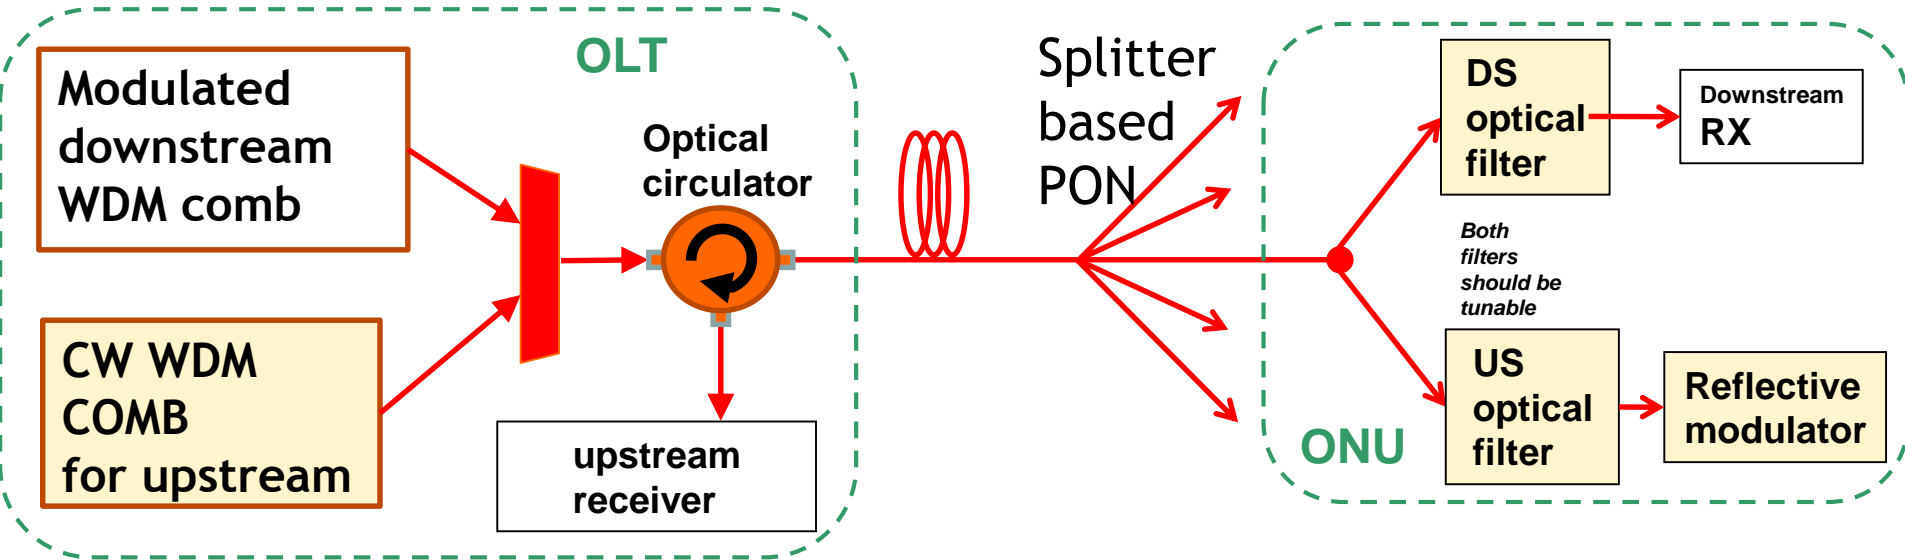 Modulated
downstream
WDM comb
CW WDM
COMB
for upstream
OLT
Optical
circulator
upstream
receiver
Splitter
based
PON
DS
optical
filter
Downstream
RX
Both
filters
should be
tunable
US
optical
filter
Reflective
modulator
ONU